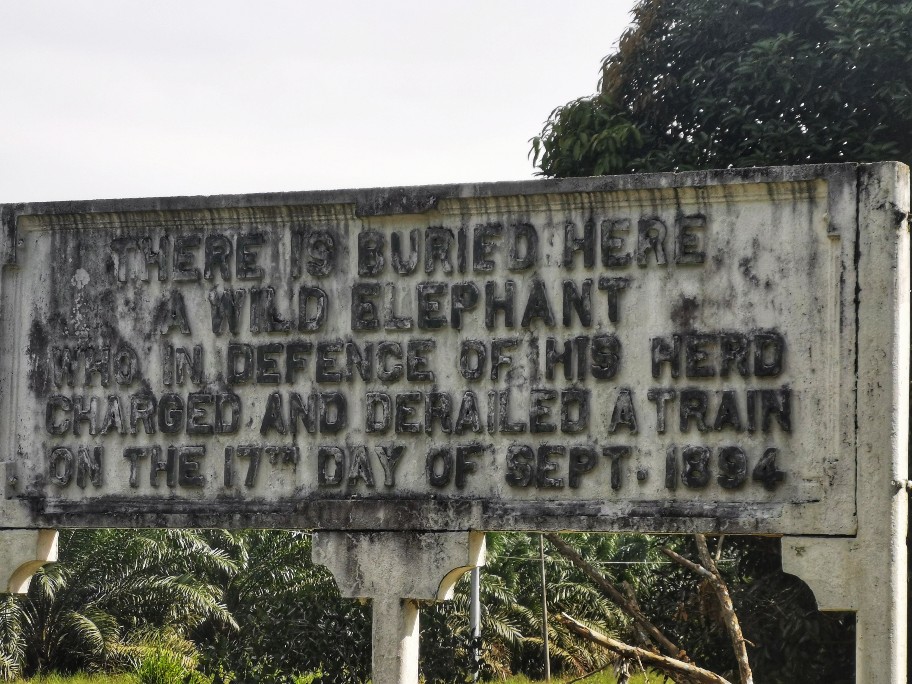 THERE IS BURIED HERE
A WILD ELEPHANT
WHO IN DEFENCE OF HIS HERD
CHARGED AND DERAILED A TRAIN
ON THE 17TH DAY OF SEPT. 1894